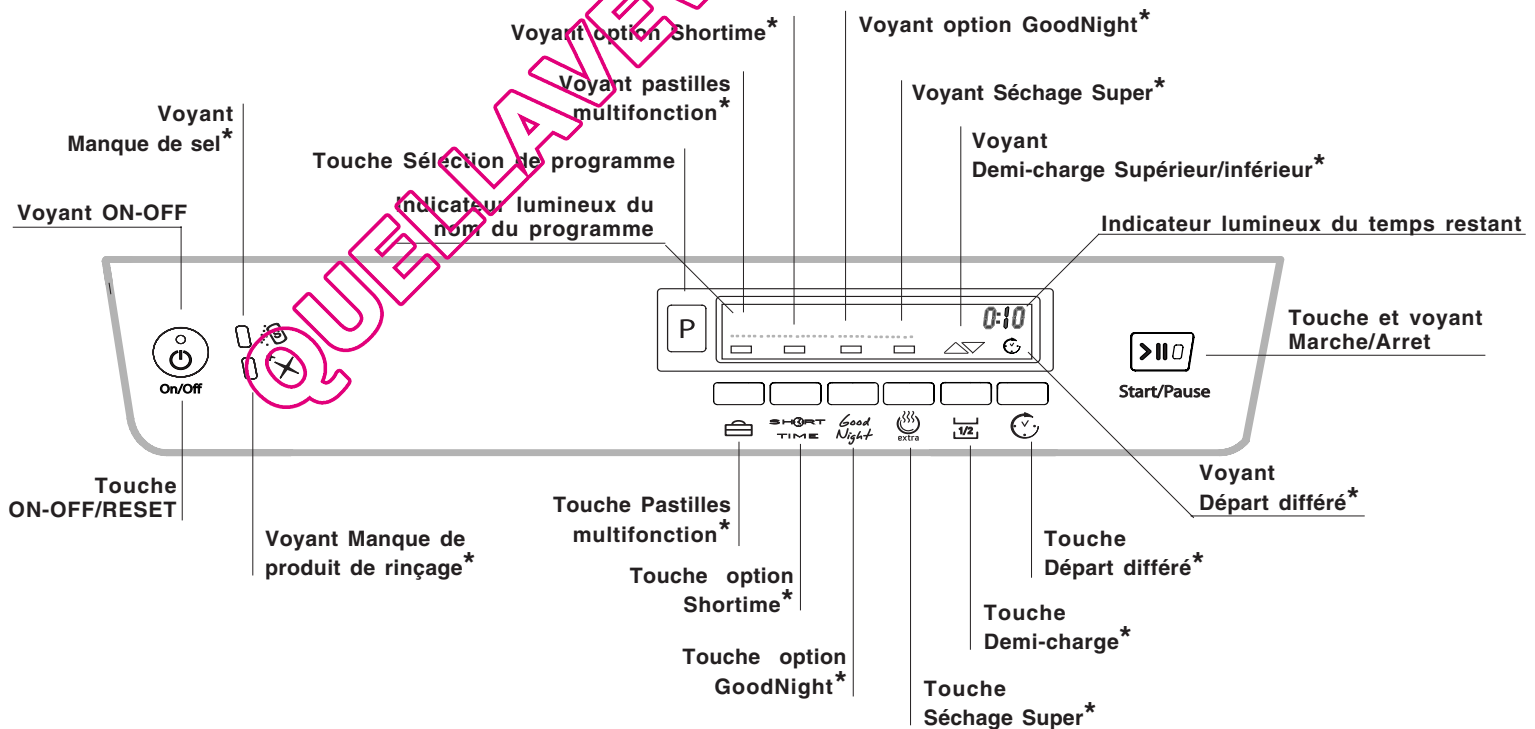 Voyant option Shortime*
Voyant option GoodNight*
Voyant pastilles
multifonction*
Voyant Séchage Super*
Voyant
Manque de sel*
Voyant
Demi-charge Supérieur/inférieur*
Touche Sélection de programme
Voyant ON-OFF
Indicateur lumineux du
nom du programme
Indicateur lumineux du temps restant
QUELLAVE
P
0:10
S
On/Off
Start/Pause
Touche et voyant
Marche/Arret
SHORT
TIME
Good
Night
extra
1/2
Touche
ON-OFF/RESET
Voyant Manque de
produit de rinçage*
Touche Pastilles
multifonction*
Touche option
Shortime*
Touche option
GoodNight*
Touche
Séchage Super*
Touche
Demi-charge*
Touche
Départ différé*
Voyant
Départ différé*